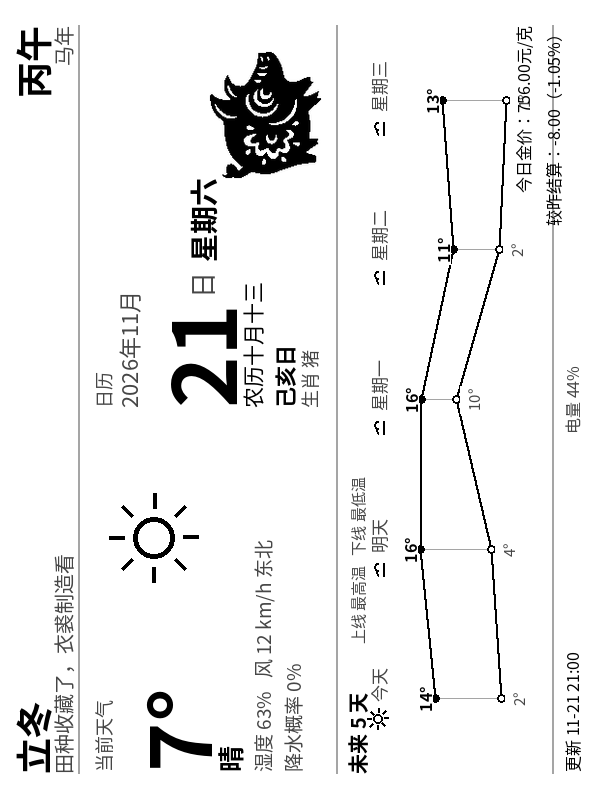 立冬
田种收藏了，衣裘制造看
丙午
马年
当前天气
7°
晴
湿度 63% 风 12 km/h 东北
降水概率 0%
日历
2026年11月
21 日 星期六
农历十月十三
己亥日
生肖 猪
未来 5 天
上线 最高温 下线 最低温
今天 明天 星期一 星期二 星期三
14° 16° 16° 11° 13°
2° 4° 10° 2°
今日金价：756.00元/克
较昨结算：-8.00 (-1.05%)
更新 11-21 21:00
电量 44%